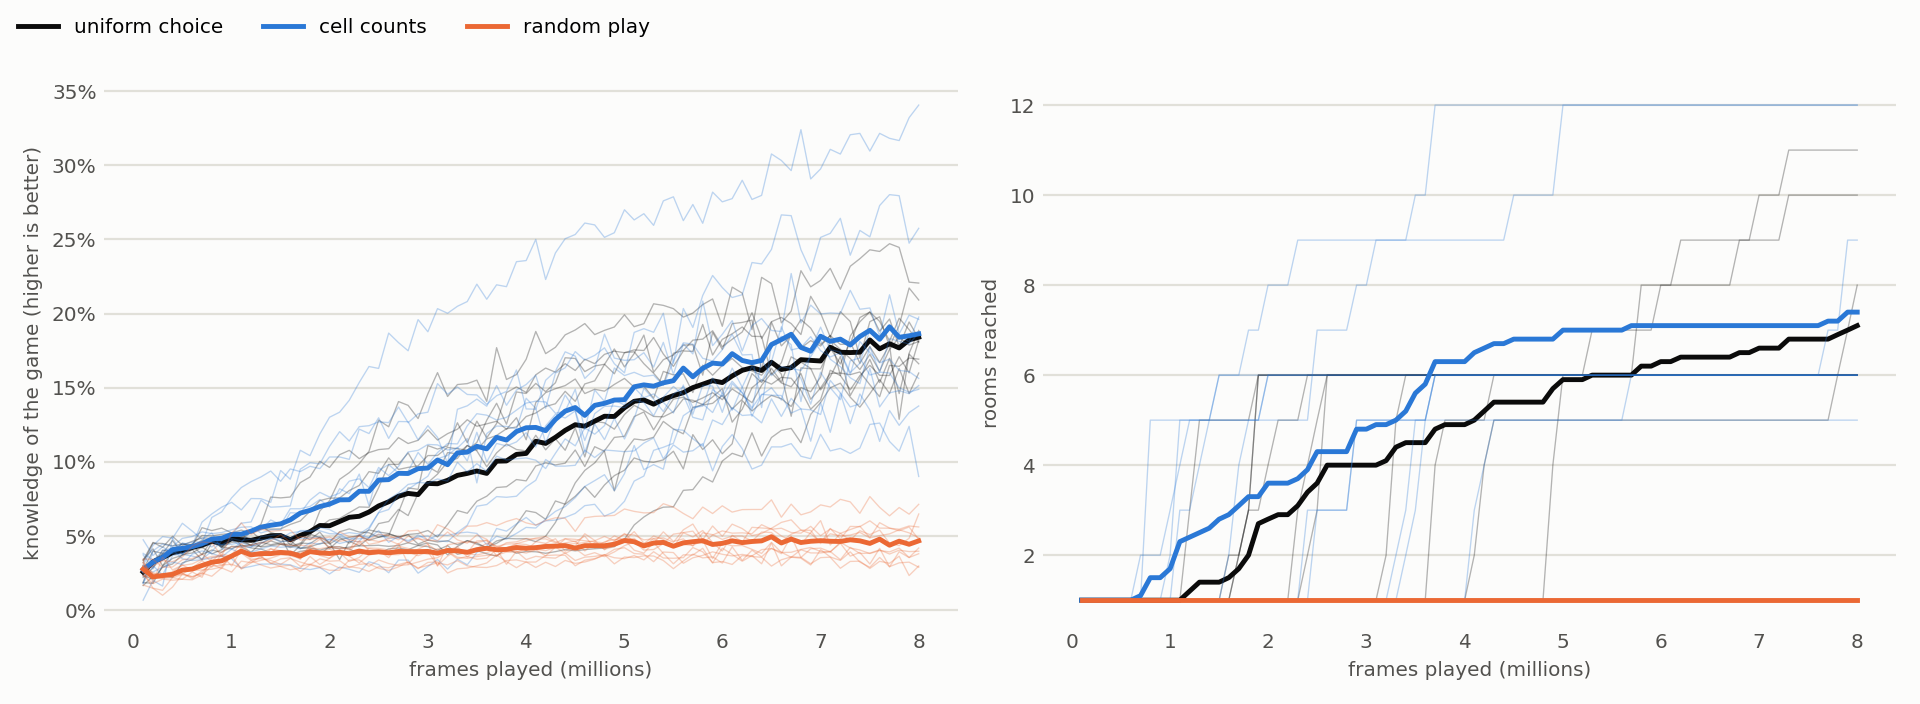 uniform choice cell counts random play
knowledge of the game (higher is better)
35%
30%
25%
20%
15%
10%
5%
0%
0 1 2 3 4 5 6 7 8
frames played (millions)
rooms reached
12
10
8
6
4
2
0 1 2 3 4 5 6 7 8
frames played (millions)